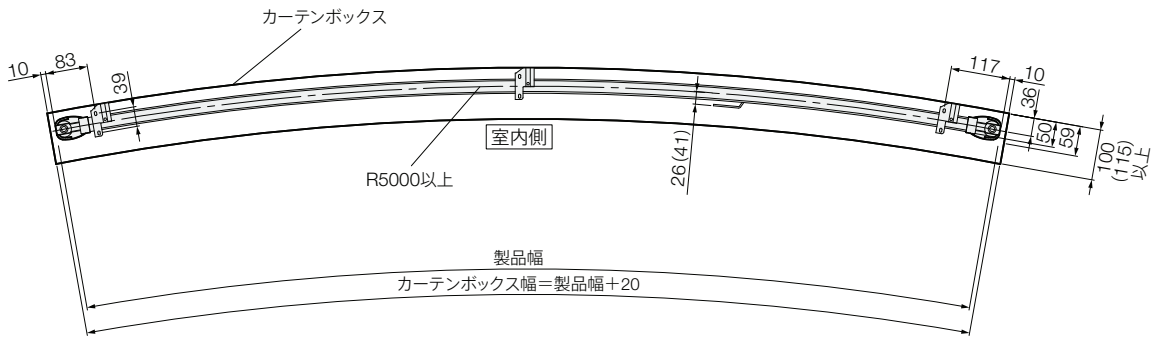 カーテンボックス
10
83
39
117
10
36
50
59
100
(115)
以上
室内側
26(41)
R5000以上
製品幅
カーテンボックス幅＝製品幅＋20